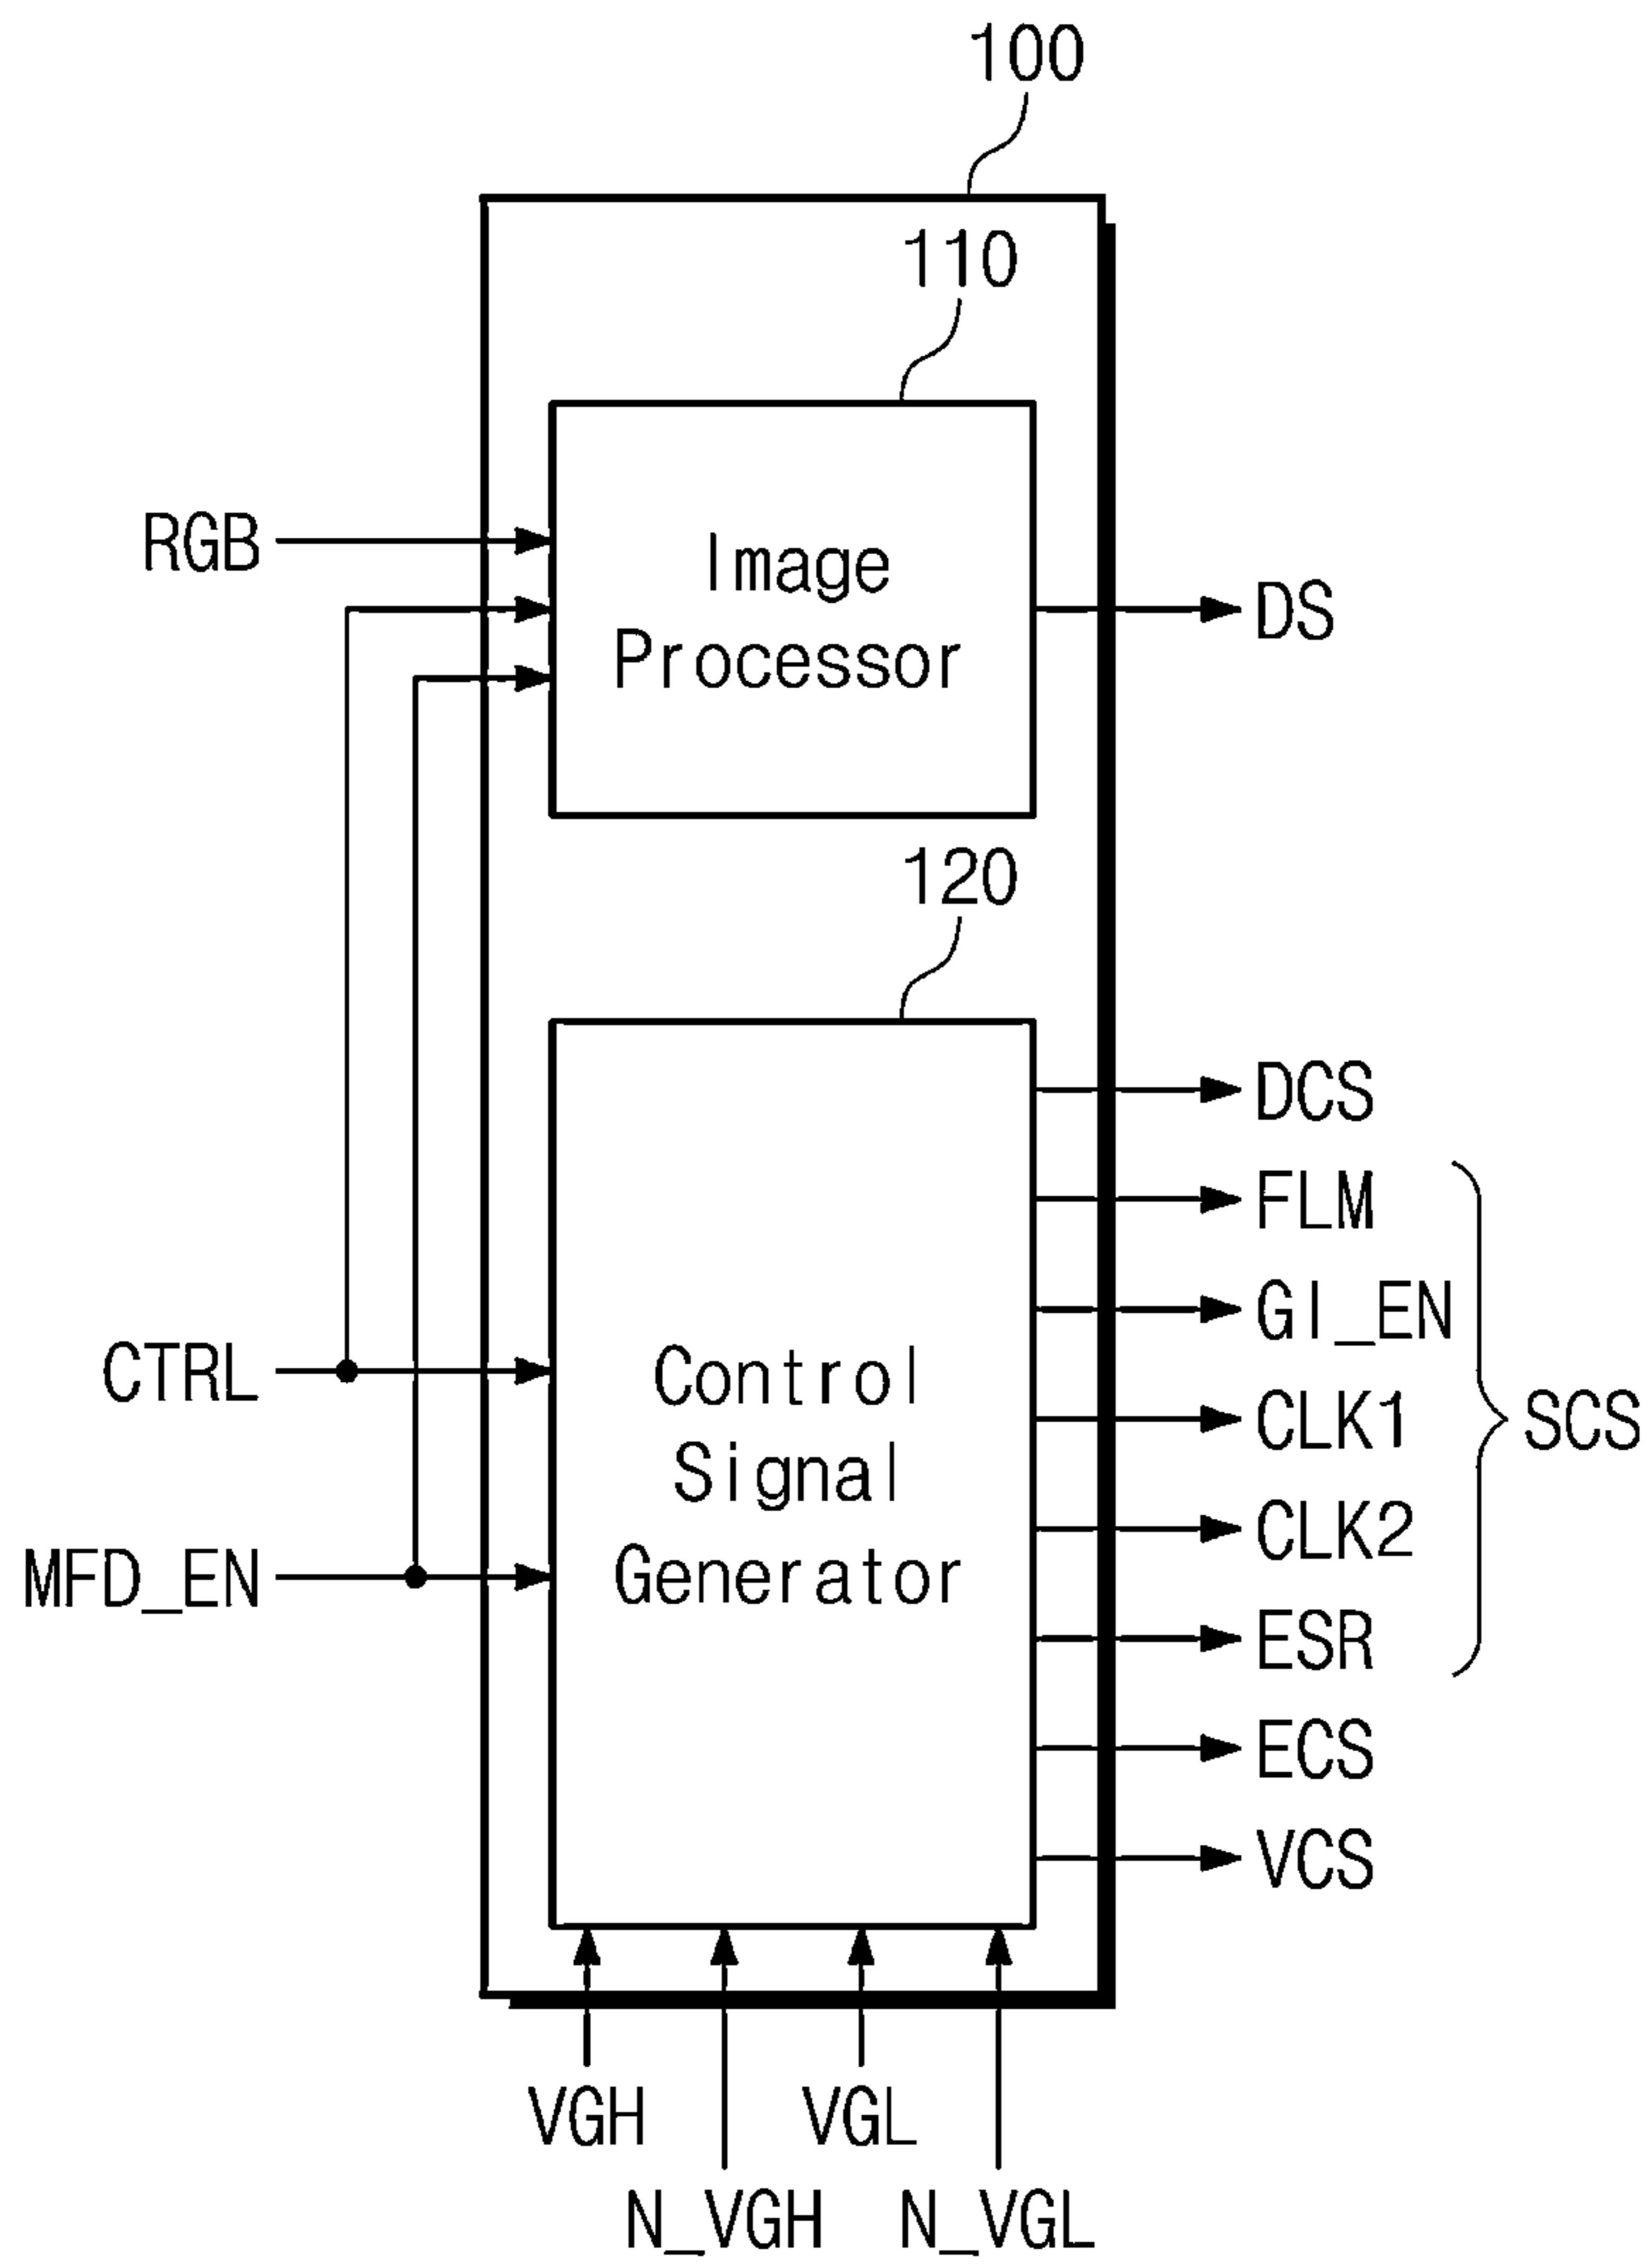 100
110
RGB
Image
Processor
DS
120
DCS
FLM
GI_EN
CTRL
Control
Signal
Generator
CLK1
SCS
CLK2
MFD_EN
ESR
ECS
VCS
VGH
VGL
N_VGH
N_VGL